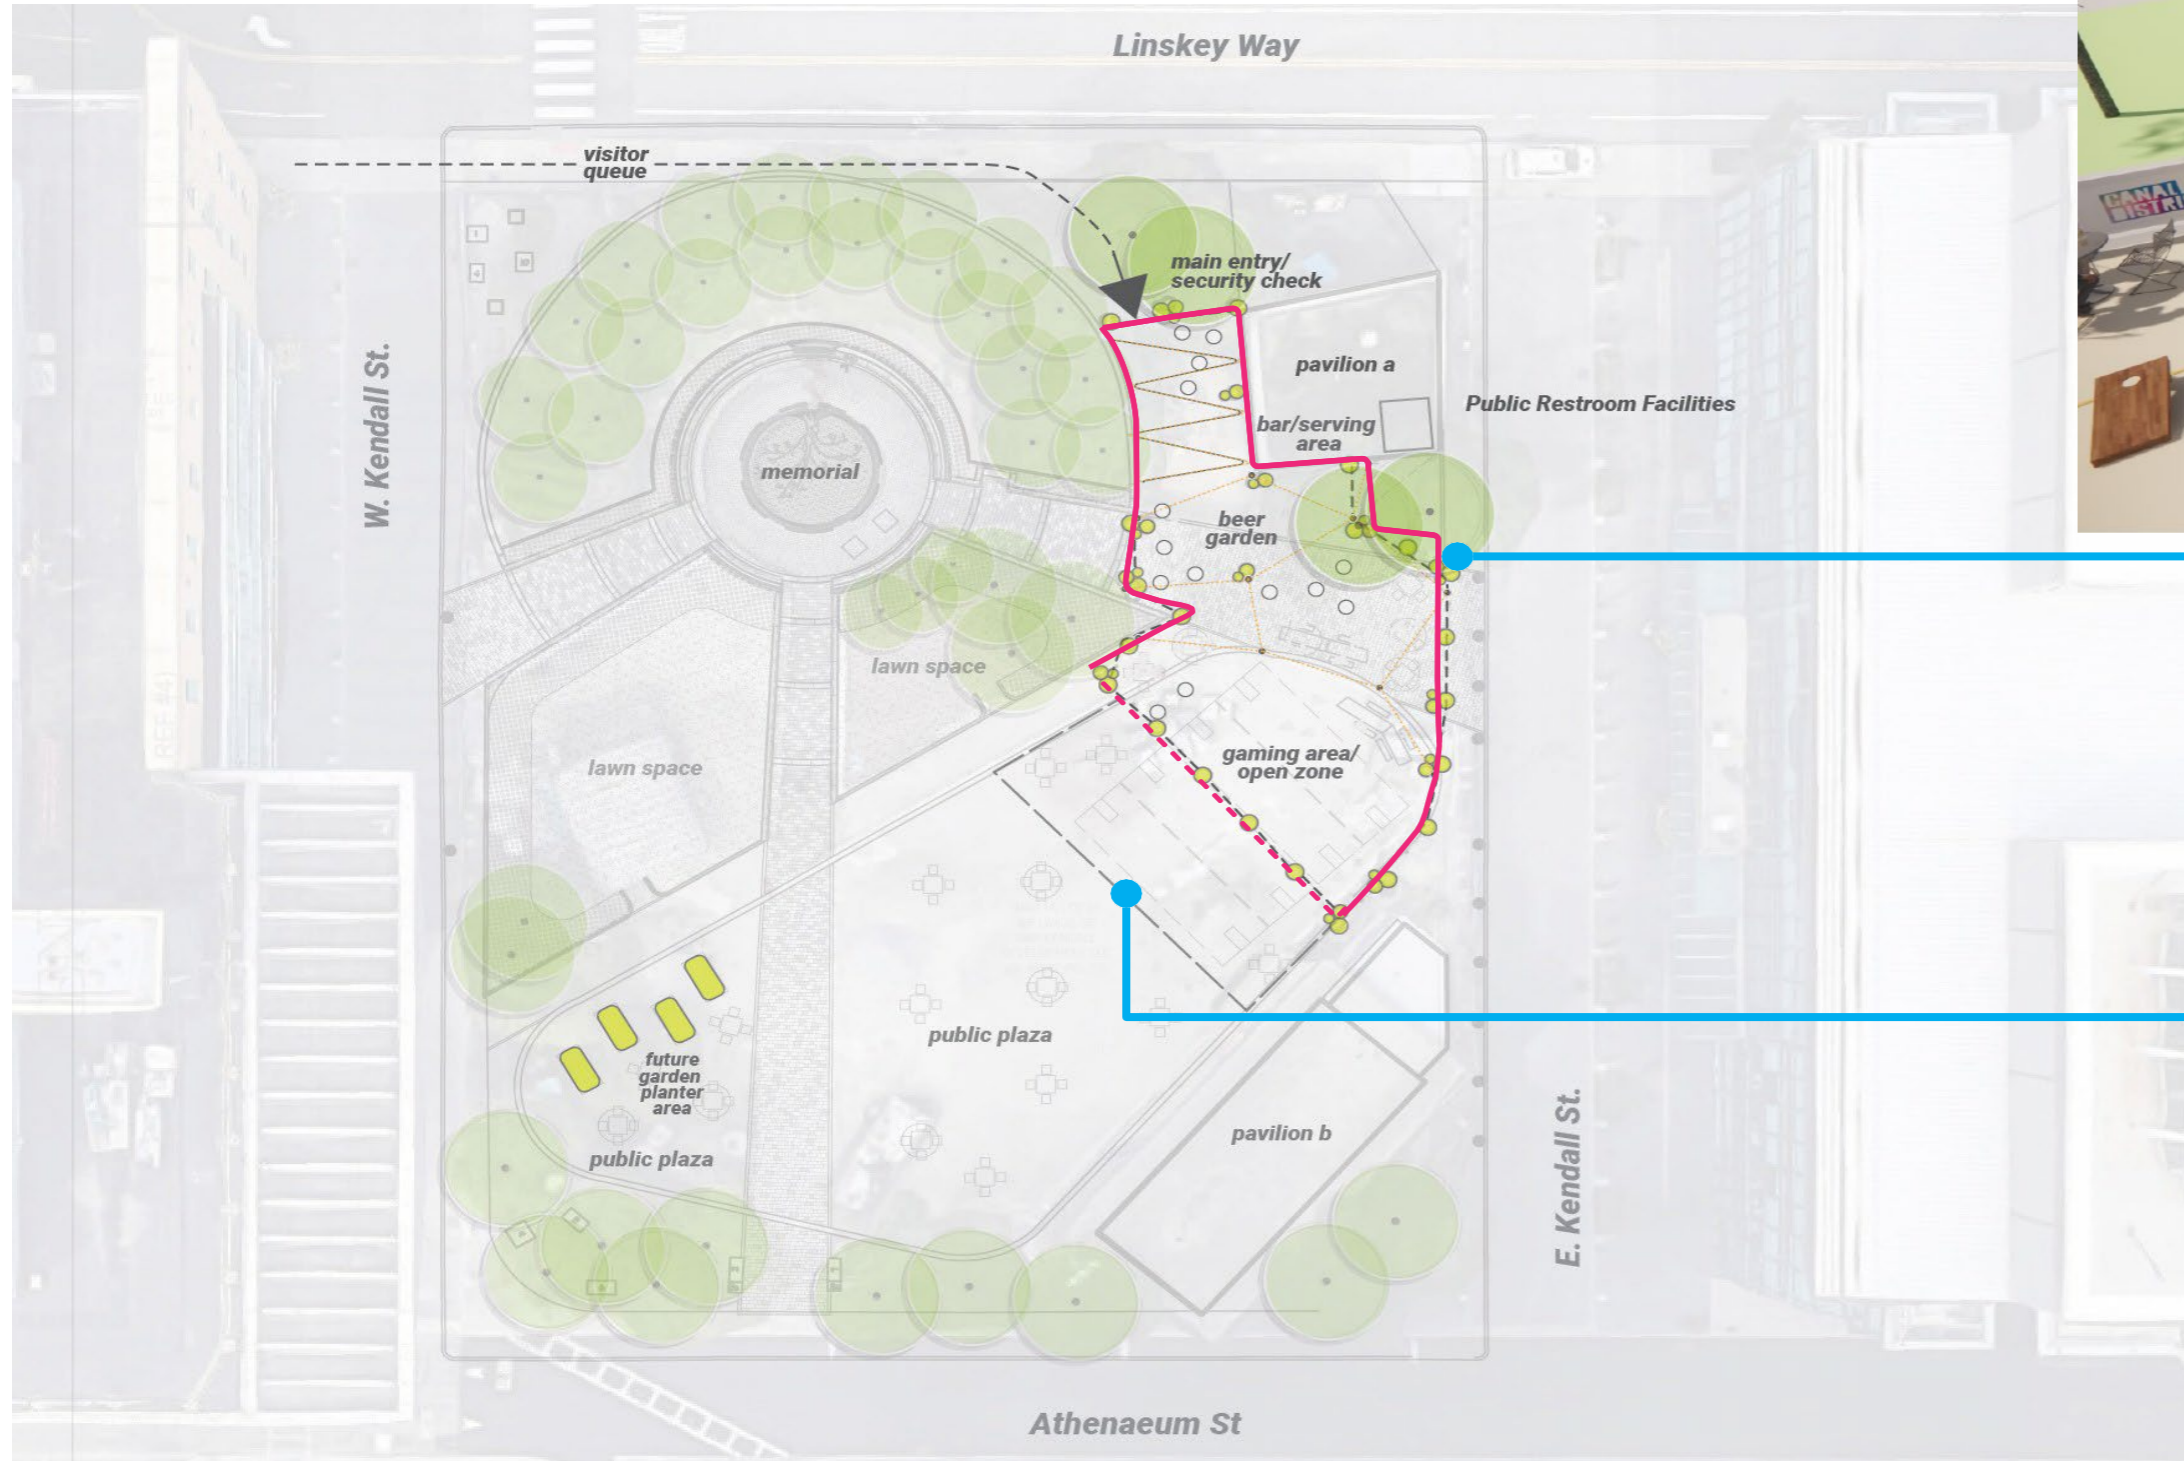 Linskey Way
visitor
queue
CANAL
DISTRI
main entry/
security check
pavilion a
Public Restroom Facilities
bar/serving
area
W. Kendall St.
memorial
beer
garden
lawn space
lawn space
gaming area/
open zone
public plaza
future
garden
planter
area
public plaza
pavilion b
E. Kendall St.
Athenaeum St